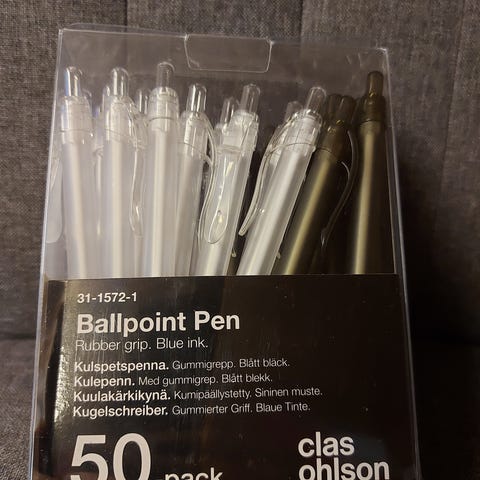 31-1572-1
Ballpoint Pen
Rubber grip. Blue ink.
Kulspetspenna. Gummigrepp. Blått bläck.
Kulepenn. Med gummigrep. Blått blekk.
Kuulakärkikynä. Kumipäällystetty. Sininen muste.
Kugelschreiber. Gummierter Griff. Blaue Tinte.
50 pack
clas
ohlson